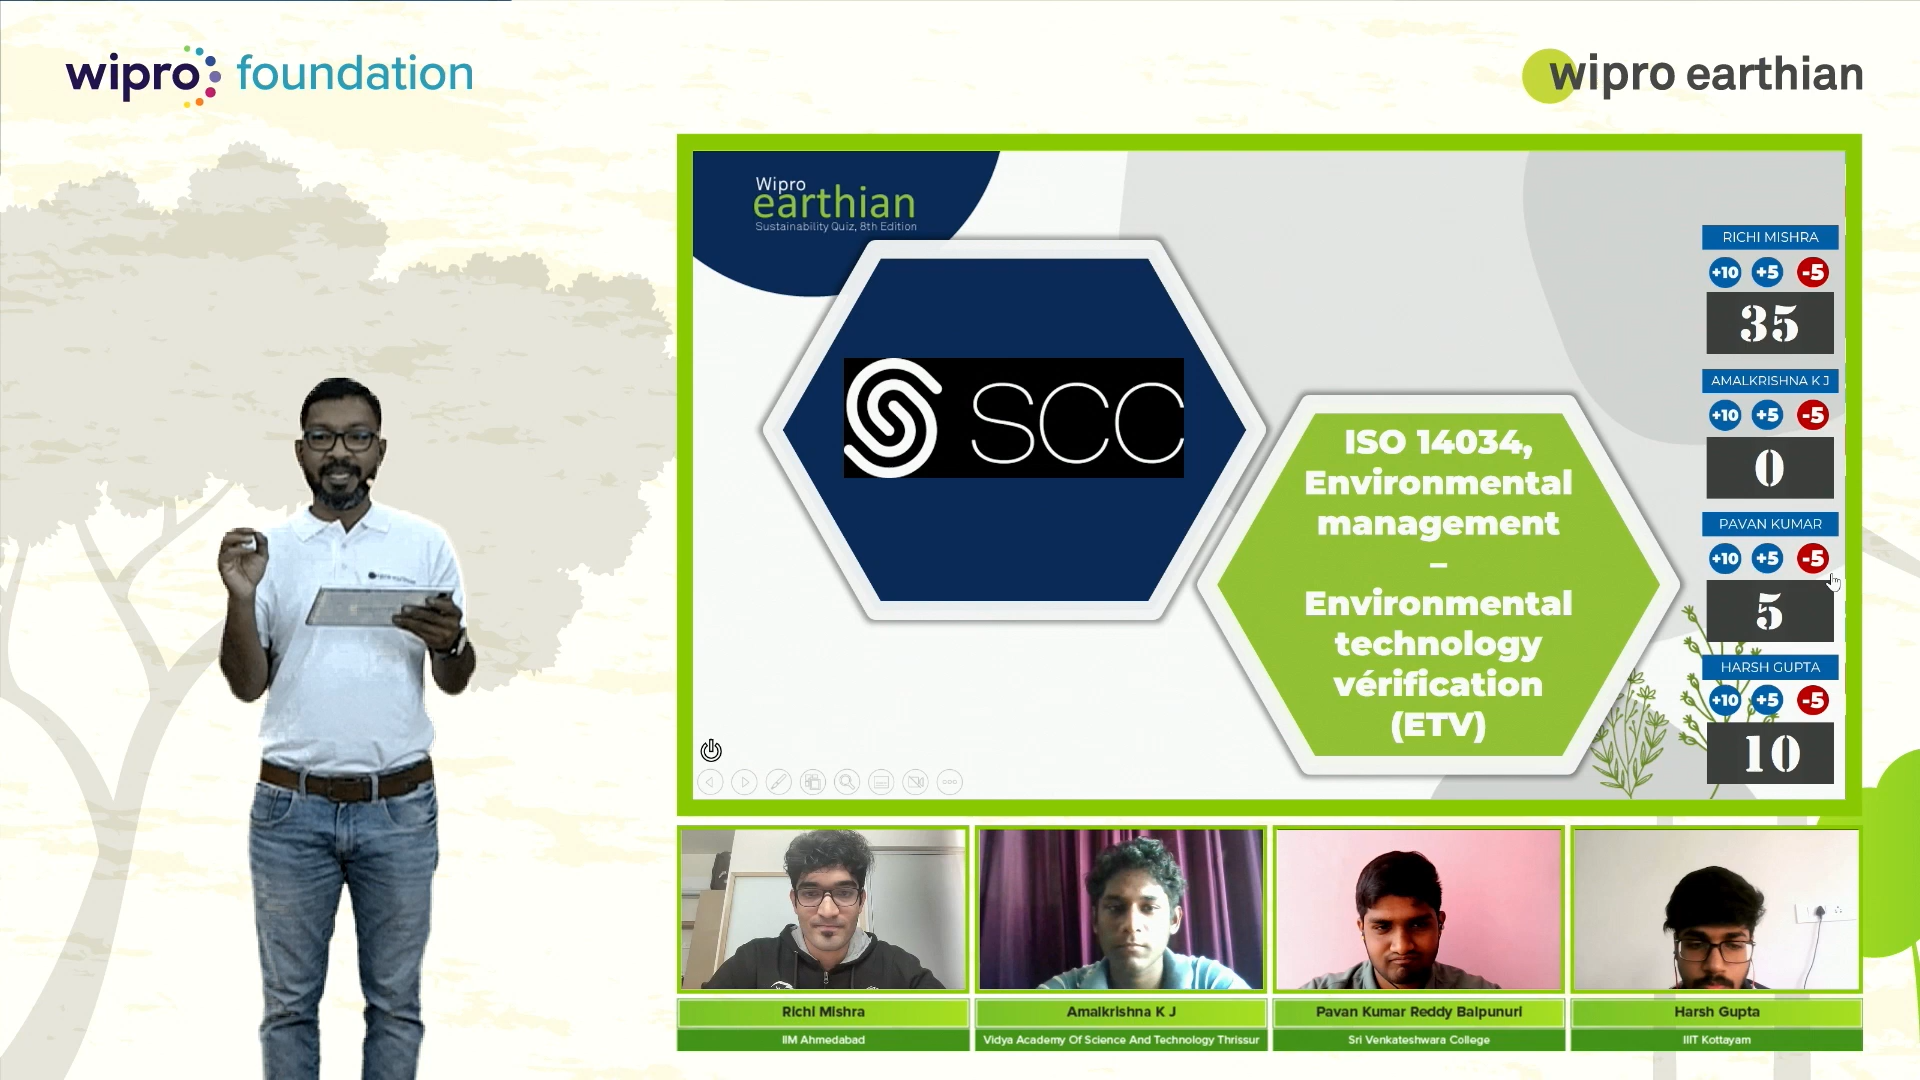 wipro foundation
wipro earthian
Wipro
earthian
Sustainability Quiz, 8th Edition
SCC
ISO 14034,
Environmental
management
–
Environmental
technology
vérification
(ETV)
RICHI MISHRA
+10 +5 -5
35
AMALKRISHNA K J
+10 +5 -5
0
PAVAN KUMAR
+10 +5 -5
5
HARSH GUPTA
+10 +5 -5
10
Richi Mishra
IIM Ahmedabad
Amalkrishna K J
Vidya Academy Of Science And Technology Thrissur
Pavan Kumar Reddy Balpunuri
Sri Venkateshwara College
Harsh Gupta
IIIT Kottayam